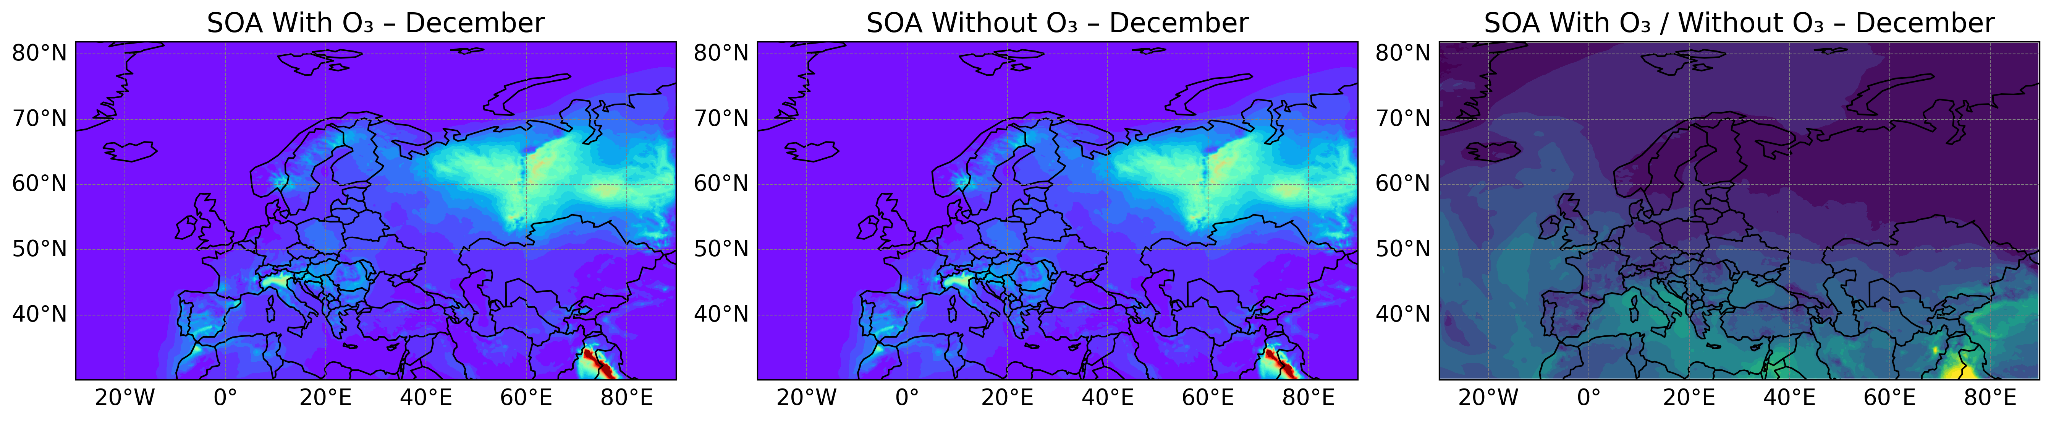 SOA With O₃ – December
80°N
70°N
60°N
50°N
40°N
20°W 0° 20°E 40°E 60°E 80°E
SOA Without O₃ – December
80°N
70°N
60°N
50°N
40°N
20°W 0° 20°E 40°E 60°E 80°E
SOA With O₃ / Without O₃ – December
80°N
70°N
60°N
50°N
40°N
20°W 0° 20°E 40°E 60°E 80°E